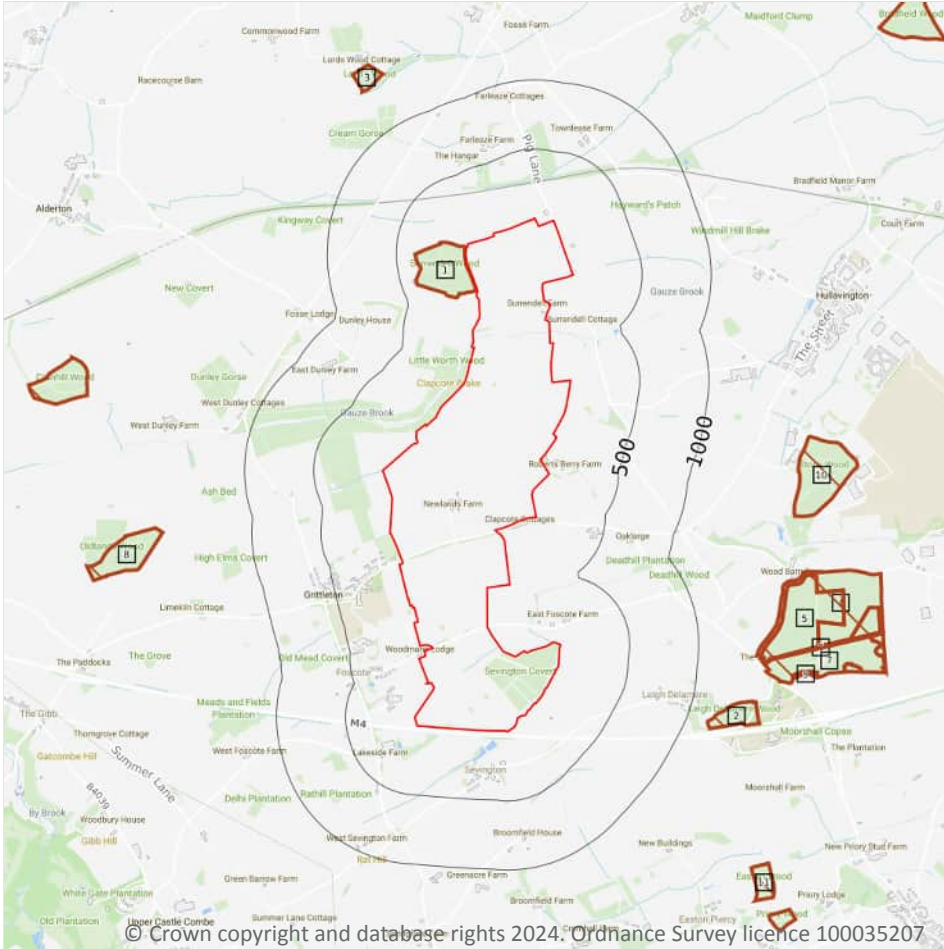 Fosse Farm
Maidford Clump
Bradfield Wood
Commonwood Farm
Lords Wood Cottage
3
Racecourse Barn
Farleaze Cottages
Cream Gorse
Farleaze Farm
Townlease Farm
The Hangar
Pig Lane
Bradfield Manor Farm
Alderton
Kingway Covert
Hayward's Patch
Windmill Hill Brake
Court Farm
1
New Covert
Gauze Brook
Hullavington
Surrendell Farm
Fosse Lodge
Dunley House
Surrendell Cottage
The Street
Little Worth Wood
East Dunley Farm
Dunley Gorse
Clapcote Brake
West Dunley Cottages
Gauze Brook
West Dunley Farm
500
1000
Roberts Berry Farm
10
Ash Bed
Newlands Farm
Clapcote Cottages
Oaklarge
8
High Elms Covert
Deadhill Plantation
Deadhill Wood
Wood Barn
Grittleton
Limekiln Cottage
East Foscote Farm
5
The Grove
Old Mead Covert
Woodman's Lodge
The Paddocks
Foscote
Sevington Covert
7
Leigh Delamere
Meads and Fields
Plantation
2
The Gibb
M4
Moorshall Copse
Thorngrove Cottage
West Foscote Farm
Lakeside Farm
The Plantation
Gatcombe Hill
Summer Lane
Sevington
Moorshall Farm
B4039
Delhi Plantation
Rathill Plantation
By Brook
Woodbury House
Gibb Hill
West Sevington Farm
Broomfield House
New Buildings
New Priory Stud Farm
Rat Hill
Green Barrow Farm
Greenacre Farm
11
White Gate Plantation
Broomfield Farm
Priory Lodge
Old Plantation
Upper Castle Combe
Summer Lane Cottage
Easton Piercy
Priory Wood
© Crown copyright and database rights 2024. Ordnance Survey licence 100035207